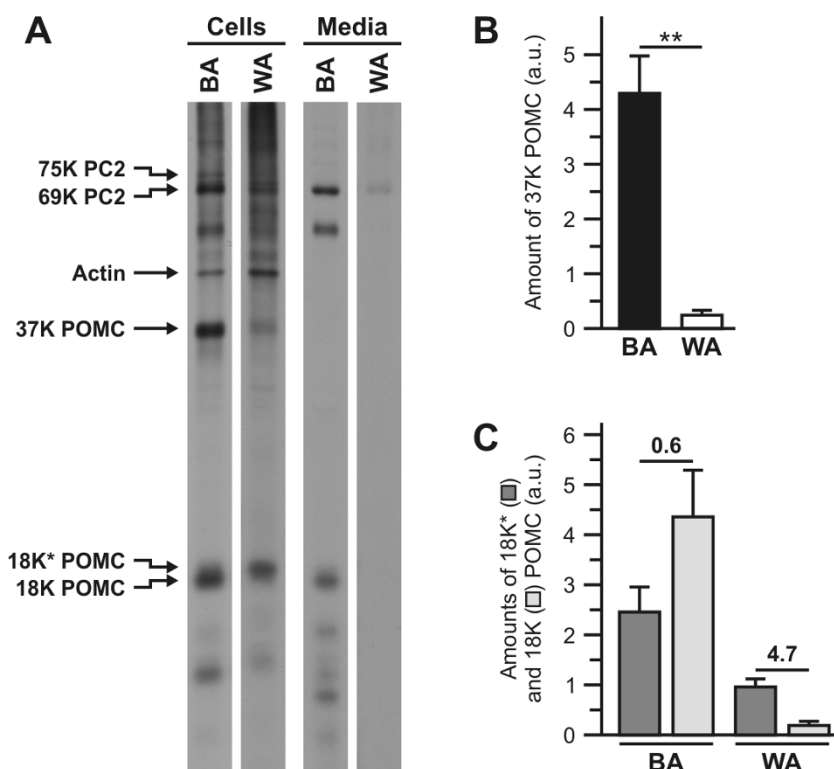 A
Cells
Media
BA
WA
BA
WA
75K PC2
69K PC2
Actin
37K POMC
18K* POMC
18K POMC
B
Amount of 37K POMC (a.u.)
5
4
3
2
1
0
**
BA
WA
C
Amounts of 18K* (■)
and 18K (□) POMC (a.u.)
6
5
4
3
2
1
0
0.6
4.7
BA
WA